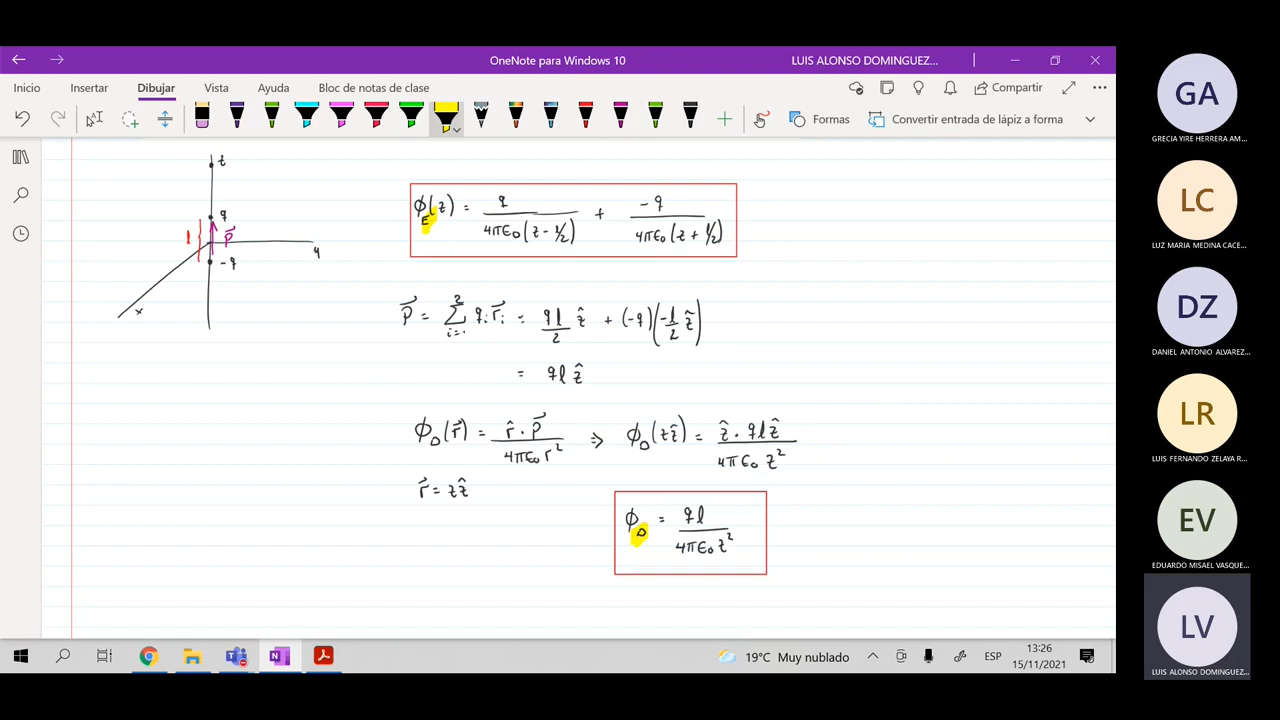 OneNote para Windows 10
LUIS ALONSO DOMINGUEZ...
Inicio Insertar Dibujar Vista Ayuda Bloc de notas de clase
Compartir
Formas
Convertir entrada de lápiz a forma
z
q
l
p⃗
-q
y
x
ϕ_E(z) = q/(4πε₀(z - l/2)) + -q/(4πε₀(z + l/2))
p⃗ = Σ_{i=1}^{2} q_i r⃗_i = ql/2 ẑ + (-q)(-l/2 ẑ)
= ql ẑ
ϕ_D(r⃗) = r̂ · p⃗/(4πε₀ r²) ⇒ ϕ_D(zẑ) = ẑ · qlẑ/(4πε₀ z²)
r⃗ = zẑ
ϕ_D = ql/(4πε₀ z²)
GA
GRECIA YIRE HERRERA AM...
LC
LUZ MARIA MEDINA CACE...
DZ
DANIEL ANTONIO ALVAREZ...
LR
LUIS FERNANDO ZELAYA R...
EV
EDUARDO MISAEL VASQUE...
LV
LUIS ALONSO DOMINGUEZ...
19°C Muy nublado
ESP
13:26
15/11/2021